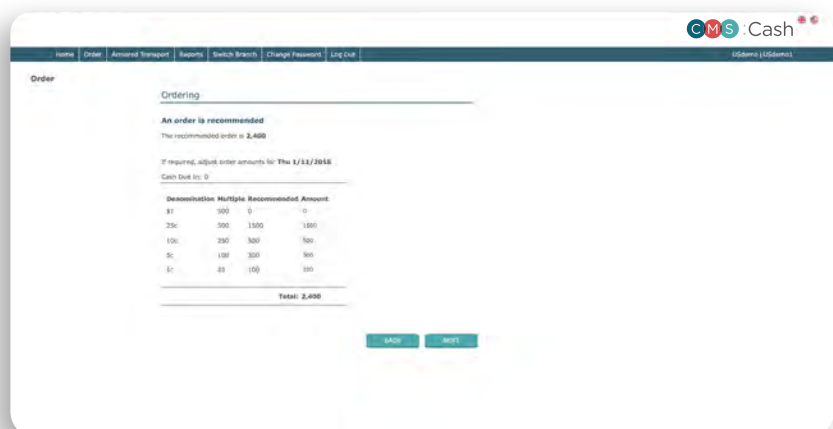 CMS:Cash
Home Order Armored Transport Reports Switch Branch Change Password Log Out USdemo | USdemo1
Order
Ordering
An order is recommended
The recommended order is 2,400
If required, adjust order amounts for Thu 1/11/2018
Cash Due In: 0
Denomination Multiple Recommended Amount
$1 500 0 0
25c 500 1500 1500
10c 250 500 500
5c 100 300 300
1c 100 100
Total: 2,400
BACK NEXT